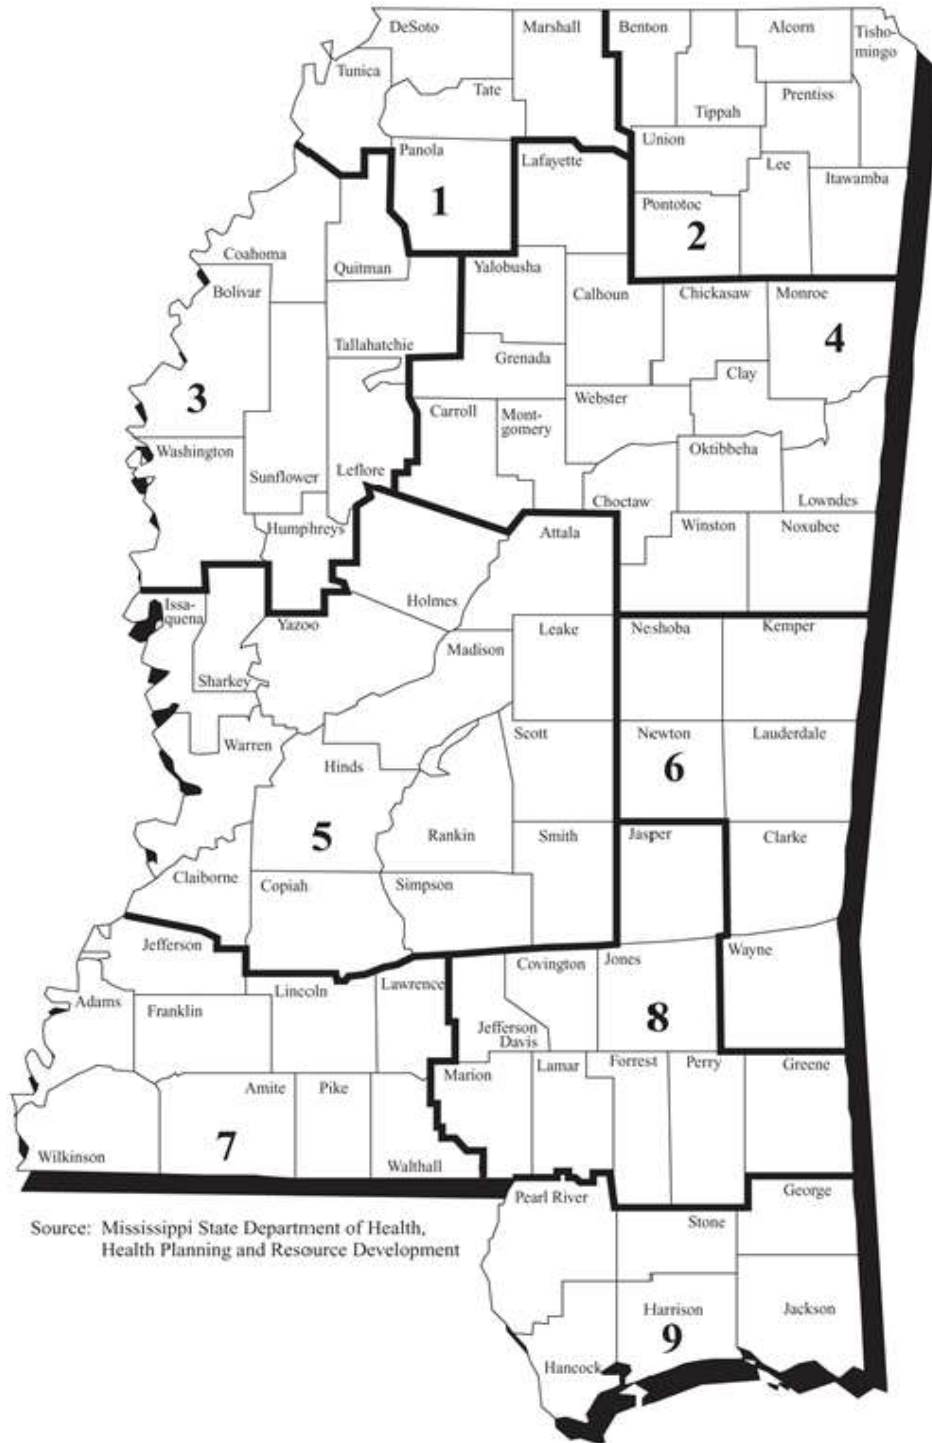 DeSoto
Marshall
Benton
Alcorn
Tisho-
mingo
Tunica
Tate
Tippah
Prentiss
Panola
Lafayette
Union
Lee
Itawamba
1
Pontotoc
2
Coahoma
Quitman
Yalobusha
Bolivar
Calhoun
Chickasaw
Monroe
Tallahatchie
Grenada
4
3
Clay
Carroll
Mont-
gomery
Webster
Washington
Sunflower
Leflore
Oktibbeha
Choctaw
Lowndes
Humphreys
Attala
Winston
Noxubee
Issa-
quena
Yazoo
Holmes
Leake
Neshoba
Kemper
Sharkey
Madison
Warren
Scott
Newton
Lauderdale
Hinds
6
5
Rankin
Smith
Jasper
Clarke
Claiborne
Copiah
Simpson
Jefferson
Covington
Jones
Wayne
Adams
Franklin
Lincoln
Lawrence
Jefferson
Davis
8
Amite
Pike
Marion
Lamar
Forrest
Perry
Greene
Wilkinson
7
Walthall
Pearl River
George
Source: Mississippi State Department of Health,
Health Planning and Resource Development
Stone
Harrison
Jackson
9
Hancock